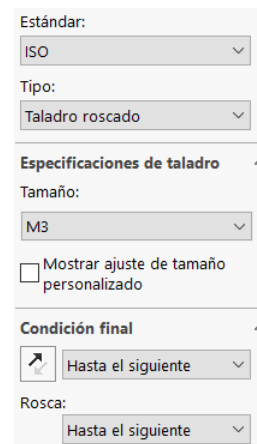 Estándar:
ISO
Tipo:
Taladro roscado
Especificaciones de taladro
Tamaño:
M3
Mostrar ajuste de tamaño
personalizado
Condición final
Hasta el siguiente
Rosca:
Hasta el siguiente